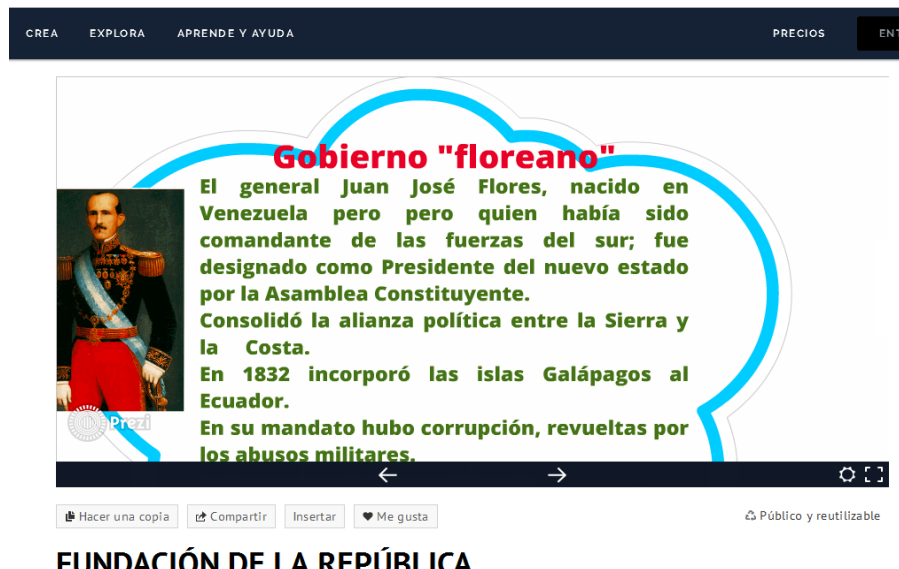 CREA EXPLORA APRENDE Y AYUDA PRECIOS
Gobierno "floreano"
El general Juan José Flores, nacido en
Venezuela pero pero quien había sido
comandante de las fuerzas del sur; fue
designado como Presidente del nuevo estado
por la Asamblea Constituyente.
Consolidó la alianza política entre la Sierra y
la Costa.
En 1832 incorporó las islas Galápagos al
Ecuador.
En su mandato hubo corrupción, revueltas por
los abusos militares.
Prezi
Hacer una copia Compartir Insertar Me gusta Público y reutilizable
FUNDACIÓN DE LA REPÚBLICA